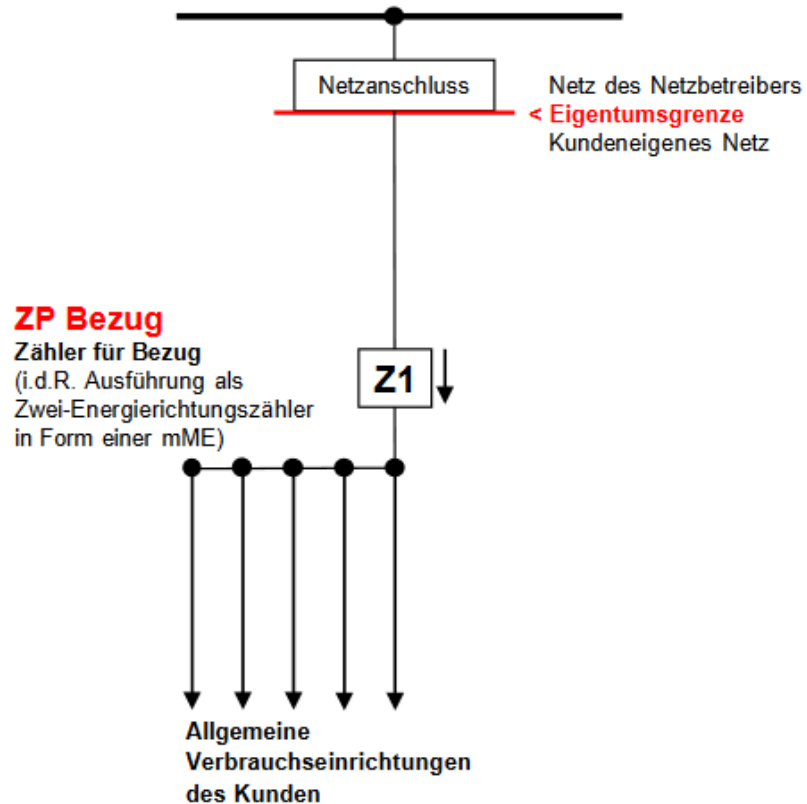 Netzanschluss
Netz des Netzbetreibers
< Eigentumsgrenze
Kundeneigenes Netz
ZP Bezug
Zähler für Bezug
(i.d.R. Ausführung als
Zwei-Energierichtungszähler
in Form einer mME)
Z1
Allgemeine
Verbrauchseinrichtungen
des Kunden